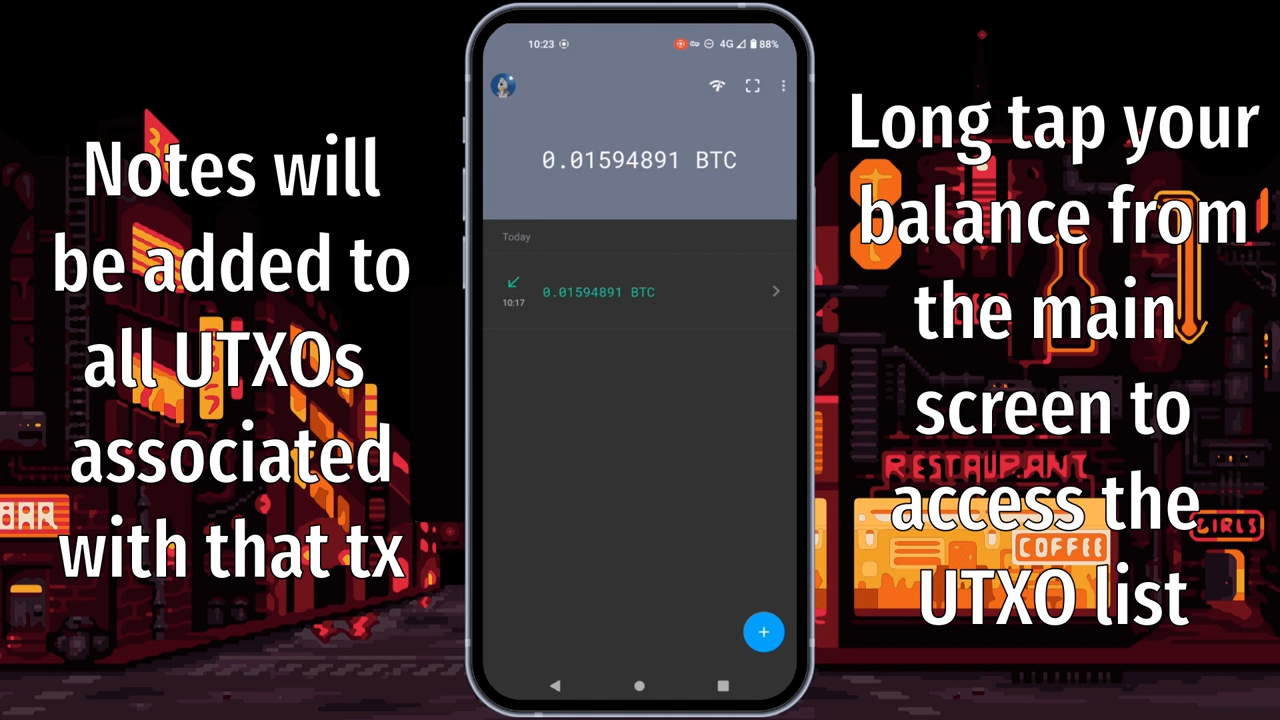 Notes will
be added to
all UTXOs
associated
with that tx
10:23
4G
88%
0.01594891 BTC
Today
10:17
0.01594891 BTC
+
Long tap your
balance from
the main
screen to
access the
UTXO list
BAR
RESTAURANT
COFFEE
GIRLS